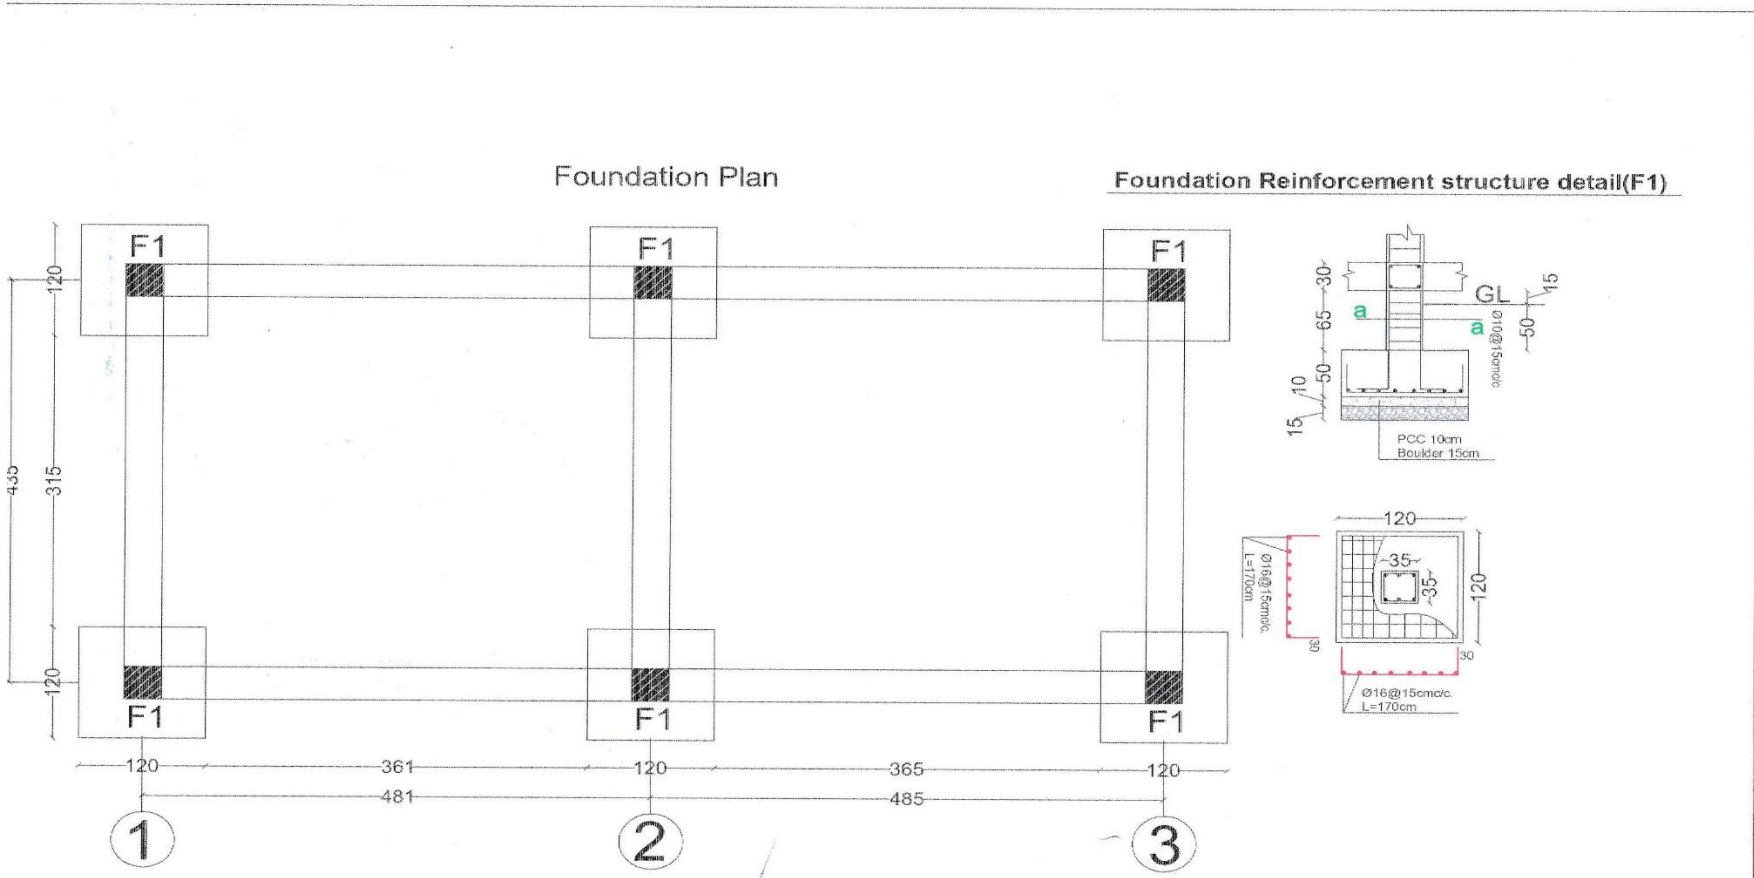 Foundation Plan
Foundation Reinforcement structure detail(F1)
F1
F1
F1
120
435
315
120
F1
F1
F1
120
361
120
365
120
481
485
1
2
3
30
65
50
10
15
GL
15
50
a
a
Ø10@15cmc/c
PCC 10cm
Boulder 15cm
120
35
35
120
Ø16@15cmc/c.
L=170cm
30
30
Ø16@15cmc/c.
L=170cm